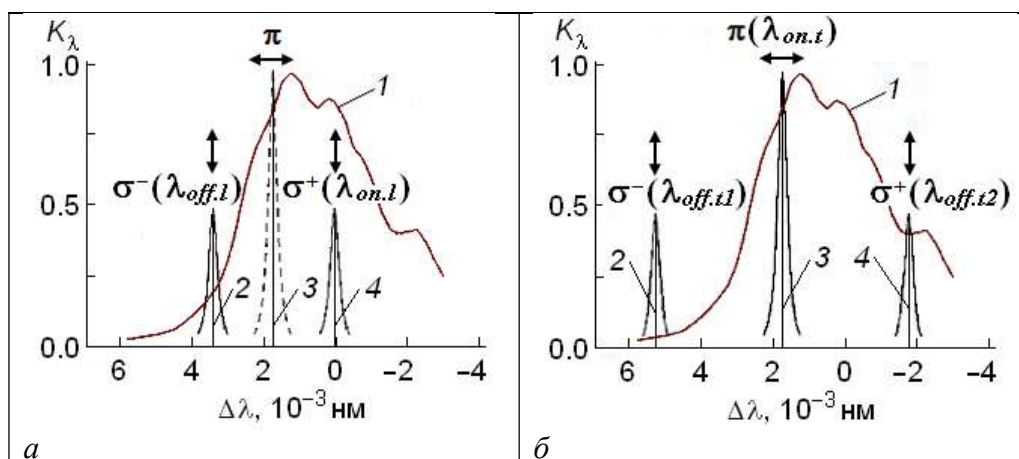 K_λ
π
1.0
1
σ⁻(λ_off.l)
σ⁺(λ_on.l)
0.5
2
3
4
0.0
6 4 2 0 −2 −4
Δλ, 10⁻³ нм
а
K_λ
π(λ_on.t)
1.0
1
σ⁻(λ_off.t1)
σ⁺(λ_off.t2)
0.5
2
3
4
0.0
6 4 2 0 −2 −4
Δλ, 10⁻³ нм
б